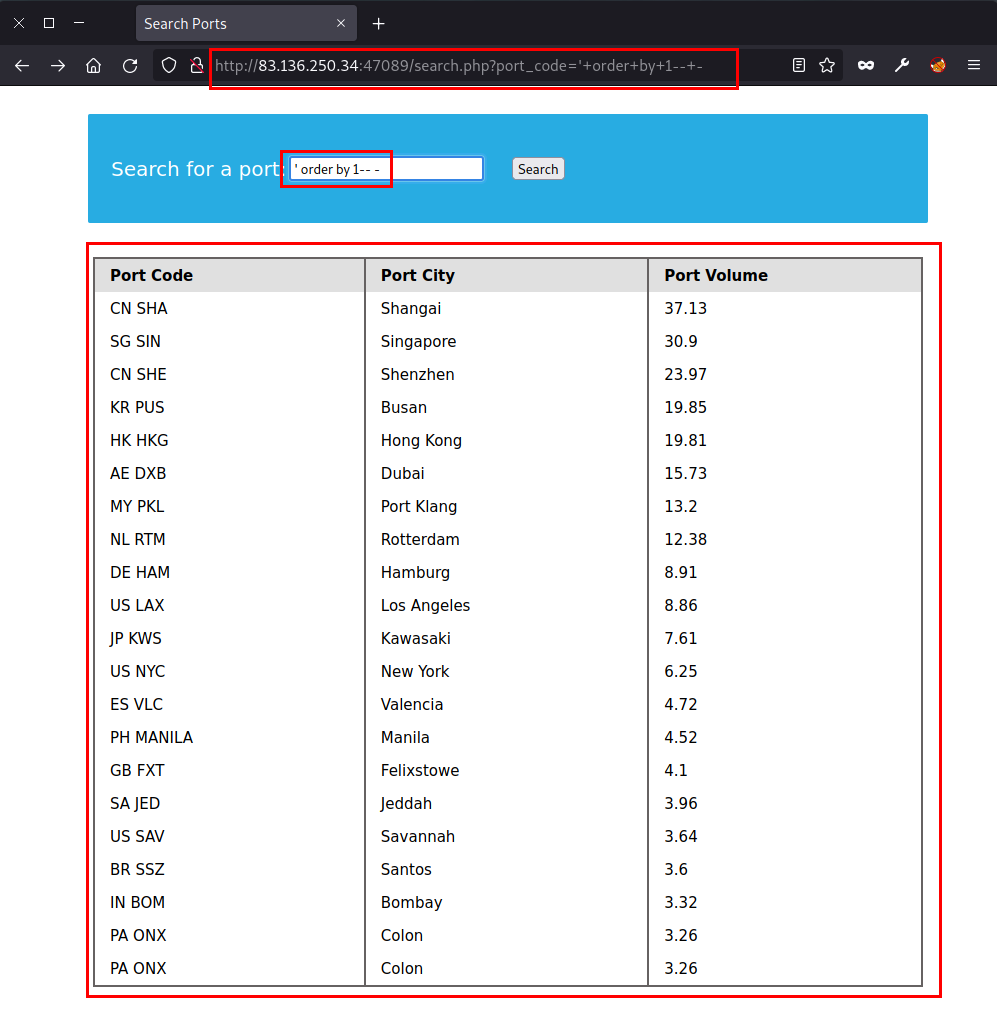 Search Ports
http://83.136.250.34:47089/search.php?port_code='+order+by+1--+-
Search for a port: ' order by 1-- - Search
Port Code Port City Port Volume
CN SHA Shangai 37.13
SG SIN Singapore 30.9
CN SHE Shenzhen 23.97
KR PUS Busan 19.85
HK HKG Hong Kong 19.81
AE DXB Dubai 15.73
MY PKL Port Klang 13.2
NL RTM Rotterdam 12.38
DE HAM Hamburg 8.91
US LAX Los Angeles 8.86
JP KWS Kawasaki 7.61
US NYC New York 6.25
ES VLC Valencia 4.72
PH MANILA Manila 4.52
GB FXT Felixstowe 4.1
SA JED Jeddah 3.96
US SAV Savannah 3.64
BR SSZ Santos 3.6
IN BOM Bombay 3.32
PA ONX Colon 3.26
PA ONX Colon 3.26